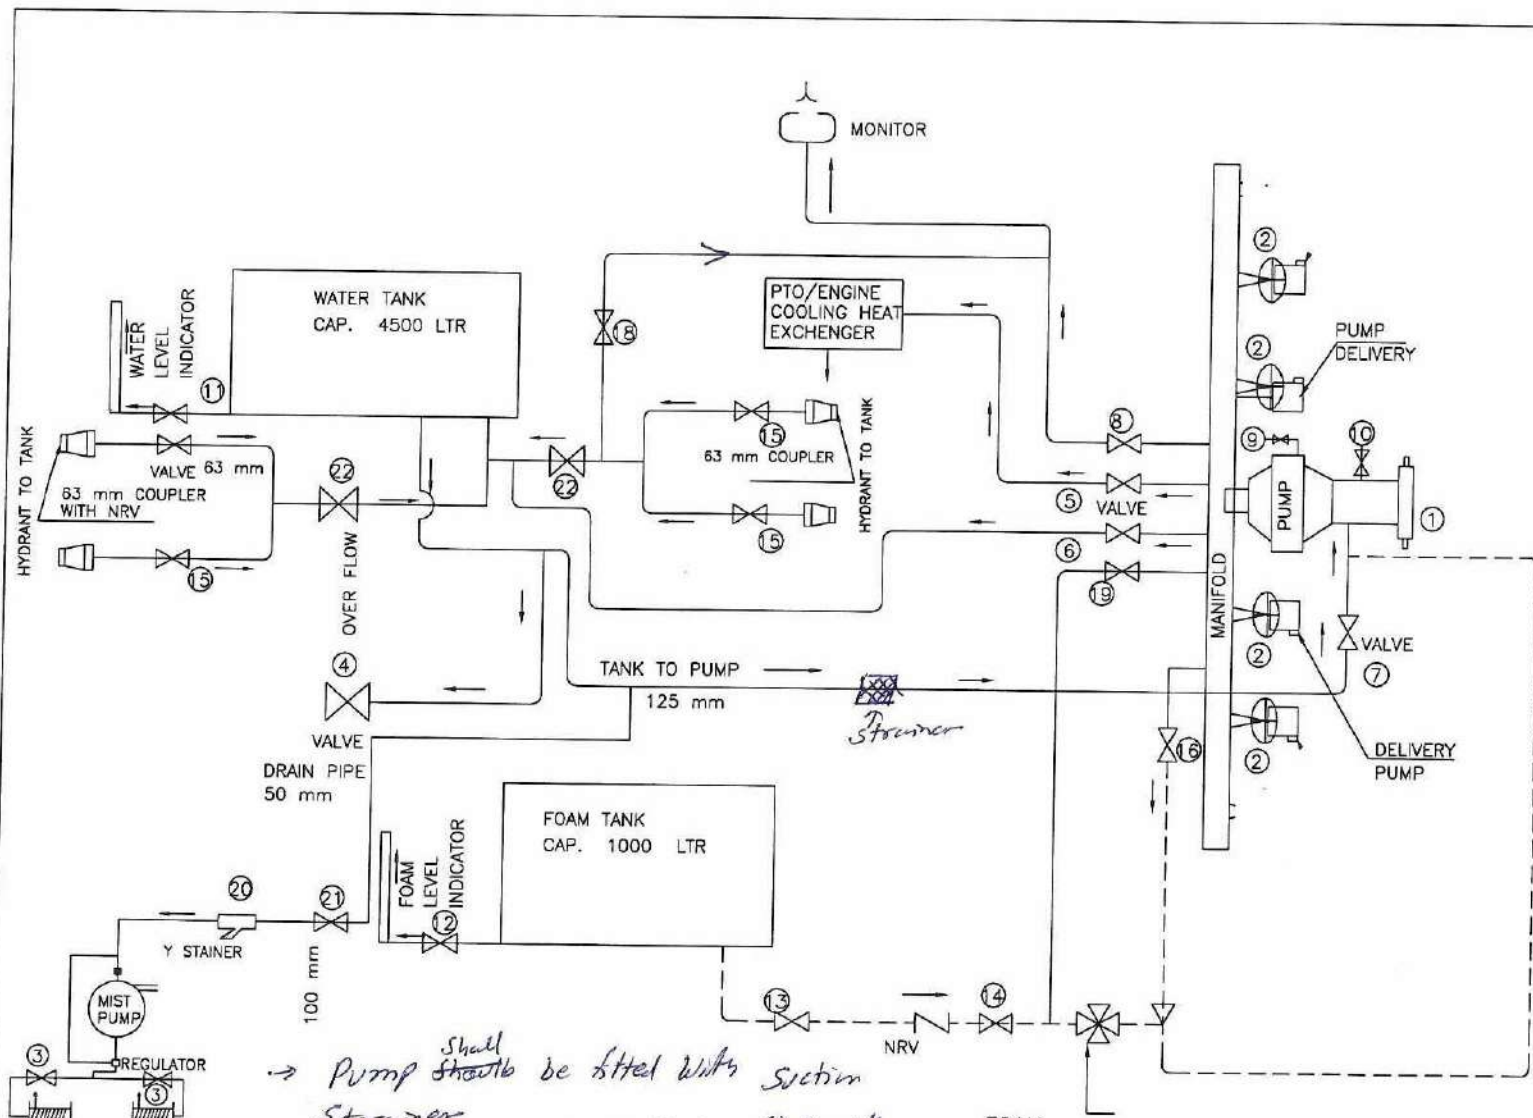 MONITOR
②
WATER TANK
CAP. 4500 LTR
PTO/ENGINE
COOLING HEAT
EXCHENGER
⑱
WATER
LEVEL
INDICATOR
⑪
②
PUMP
DELIVERY
HYDRANT TO TANK
VALVE 63 mm
63 mm COUPLER
WITH NRV
⑮
㉒
OVER FLOW
㉒
⑮
63 mm COUPLER
⑮
HYDRANT TO TANK
⑧
⑤
VALVE
⑥
⑲
⑨
⑩
PUMP
①
MANIFOLD
②
VALVE
⑦
④
VALVE
DRAIN PIPE
50 mm
TANK TO PUMP
125 mm
strainer
⑯
②
DELIVERY
PUMP
FOAM TANK
CAP. 1000 LTR
FOAM
LEVEL
INDICATOR
⑫
⑳
Y STAINER
㉑
100 mm
MIST
PUMP
REGULATOR
③
③
⑬
NRV
⑭
→ Pump shall be fitted with suction